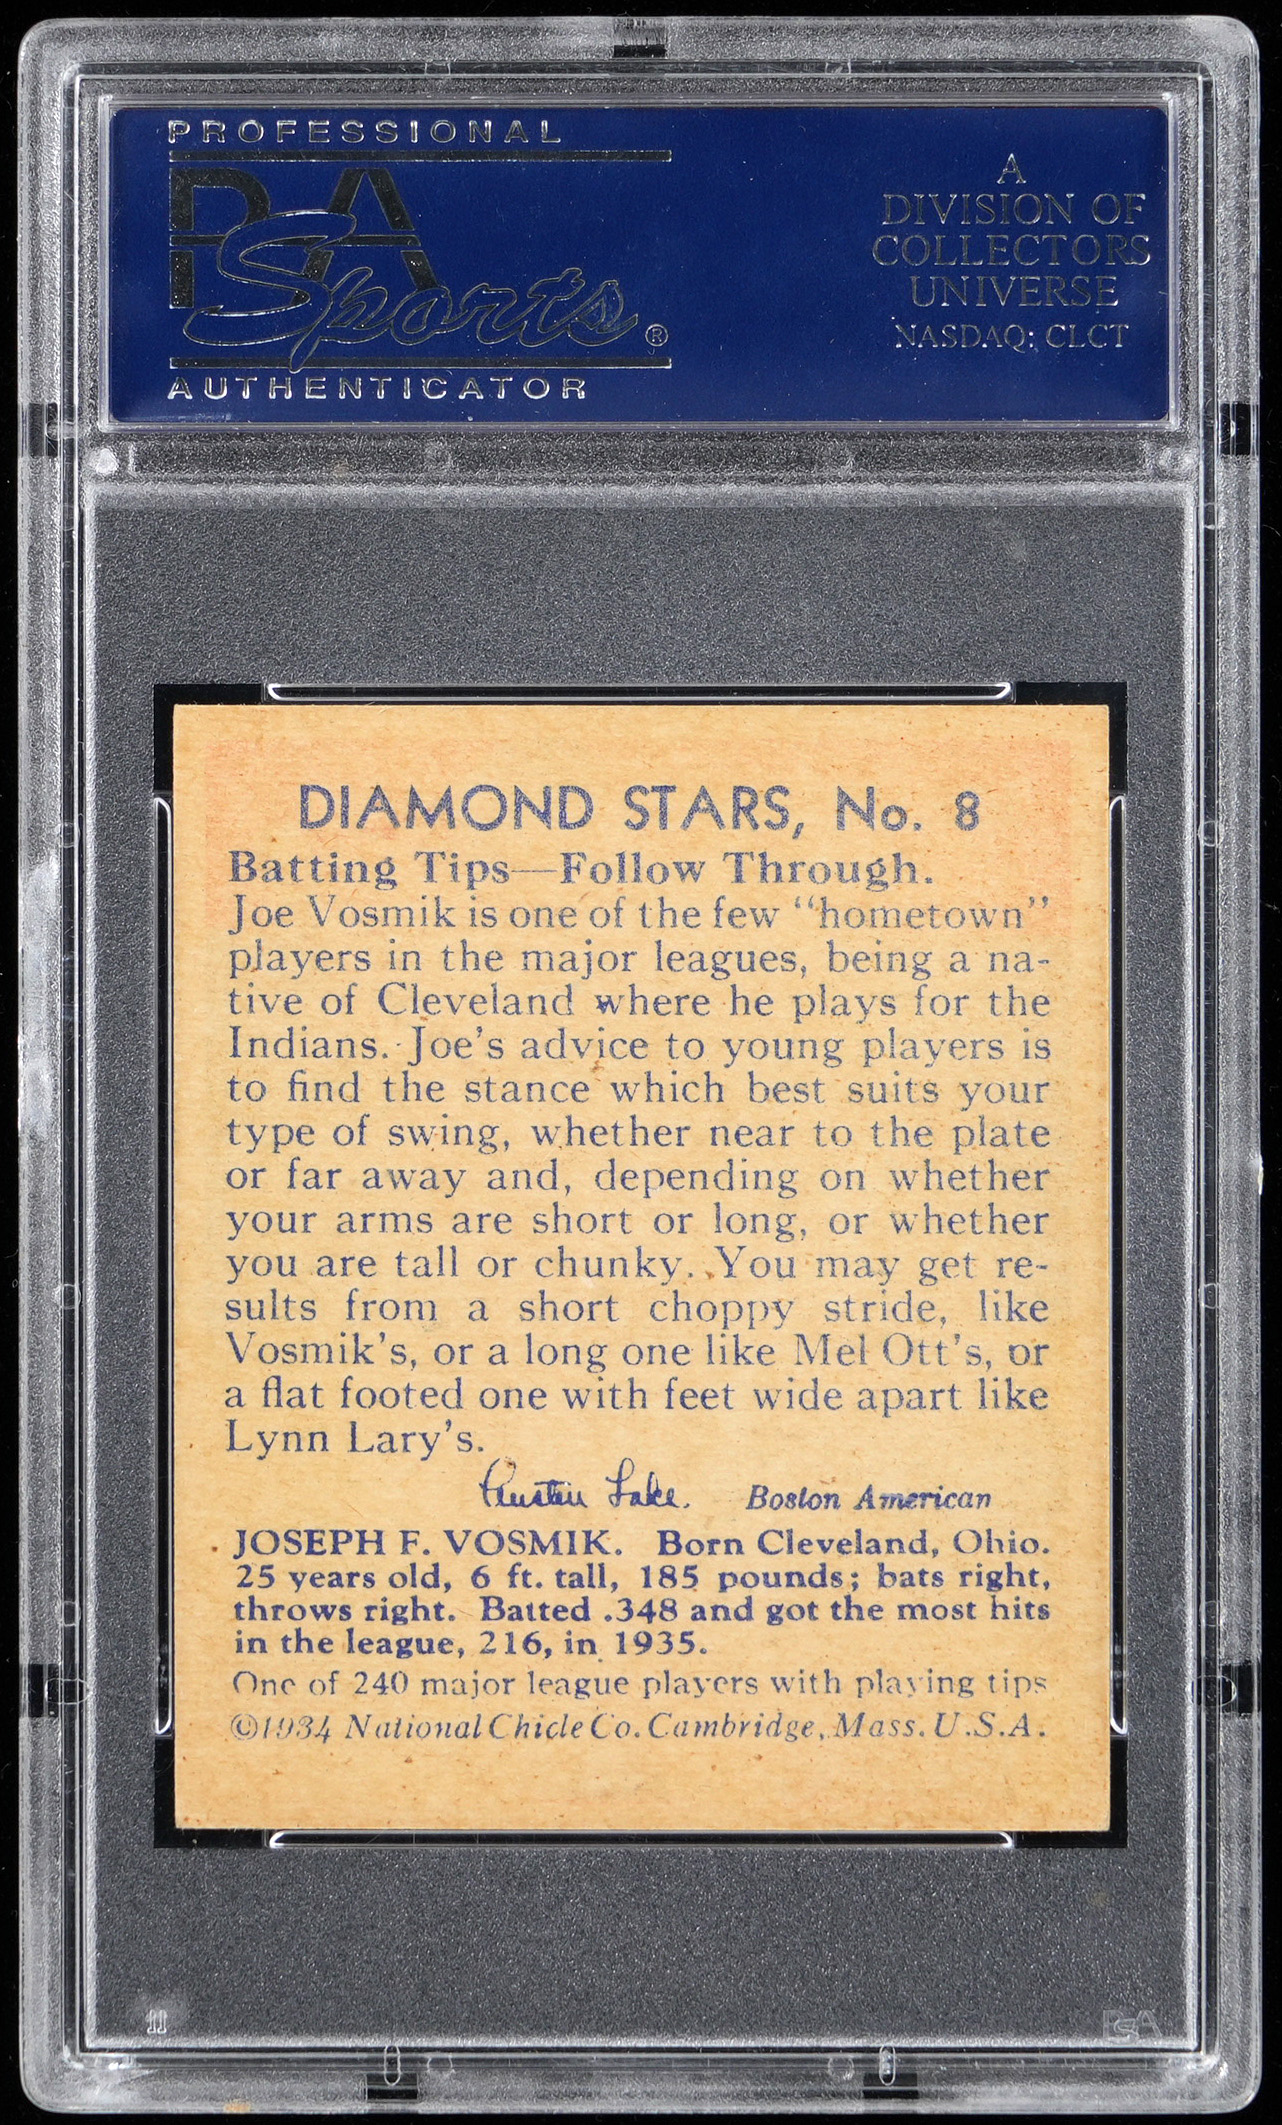 PROFESSIONAL
PSA
Sports®
AUTHENTICATOR
A
DIVISION OF
COLLECTORS
UNIVERSE
NASDAQ: CLCT
DIAMOND STARS, No. 8
Batting Tips—Follow Through.
Joe Vosmik is one of the few “hometown”
players in the major leagues, being a na-
tive of Cleveland where he plays for the
Indians. Joe’s advice to young players is
to find the stance which best suits your
type of swing, whether near to the plate
or far away and, depending on whether
your arms are short or long, or whether
you are tall or chunky. You may get re-
sults from a short choppy stride, like
Vosmik’s, or a long one like Mel Ott’s, or
a flat footed one with feet wide apart like
Lynn Lary’s.
Austen Lake. Boston American
JOSEPH F. VOSMIK. Born Cleveland, Ohio.
25 years old, 6 ft. tall, 185 pounds; bats right,
throws right. Batted .348 and got the most hits
in the league, 216, in 1935.
One of 240 major league players with playing tips
©1934 National Chicle Co. Cambridge, Mass. U.S.A.
11
PSA